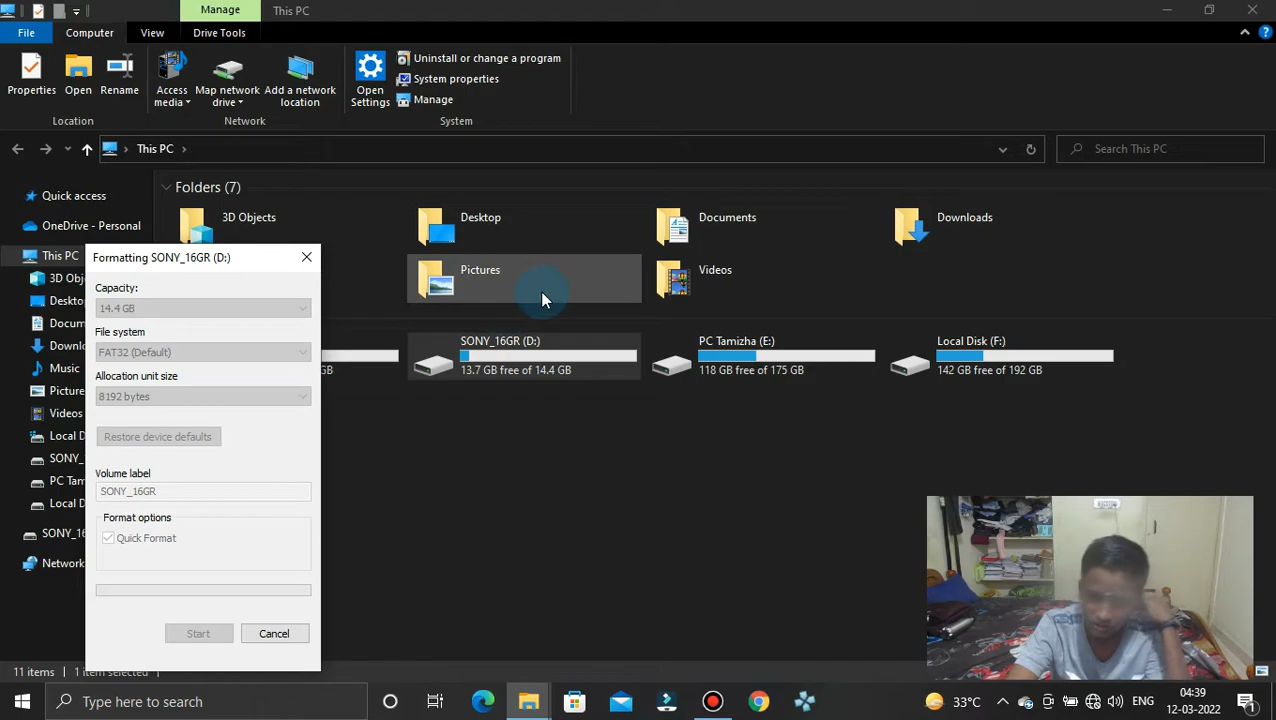 Manage This PC
File Computer View Drive Tools
Properties Open Rename Access media Map network drive Add a network location Open Settings Uninstall or change a program
System properties
Manage
Location Network System
This PC Search This PC
Quick access
OneDrive - Personal
This PC
3D Obj
Deskto
Docum
Downlo
Music
Picture
Videos
Local D
SONY_
PC Tam
Local D
SONY_16
Network
Folders (7)
3D Objects Desktop Documents Downloads
Pictures Videos
SONY_16GR (D:) PC Tamizha (E:) Local Disk (F:)
GB 13.7 GB free of 14.4 GB 118 GB free of 175 GB 142 GB free of 192 GB
Formatting SONY_16GR (D:)
Capacity:
14.4 GB
File system
FAT32 (Default)
Allocation unit size
8192 bytes
Restore device defaults
Volume label
SONY_16GR
Format options
Quick Format
Start Cancel
11 items 1 item selected
Type here to search 33°C ENG 04:39
12-03-2022
1